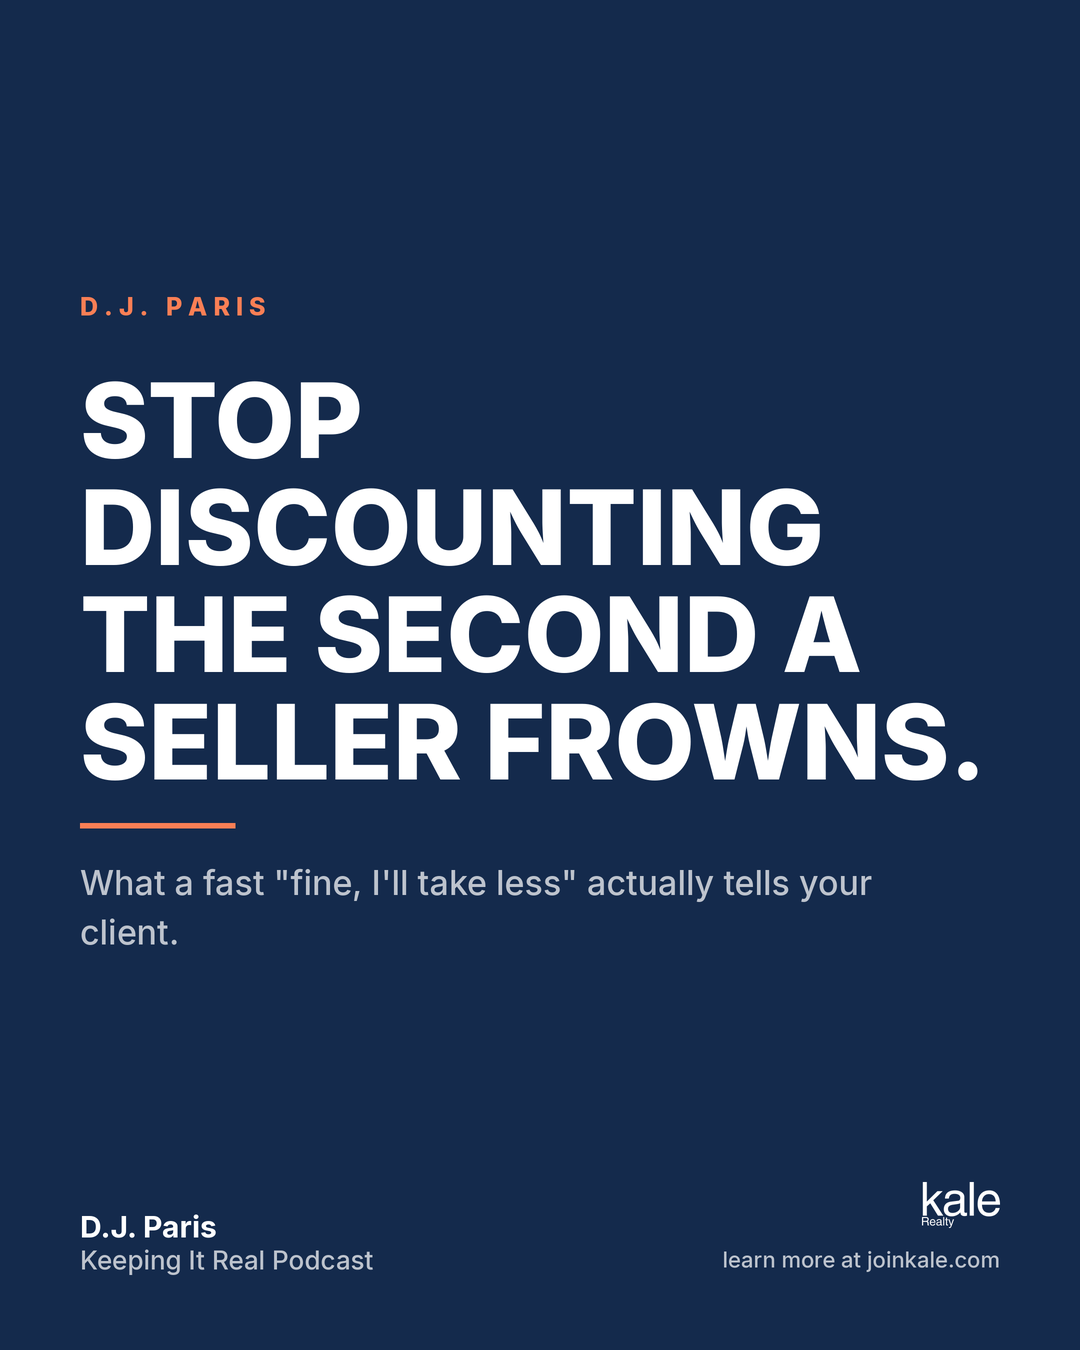 D.J. PARIS
STOP
DISCOUNTING
THE SECOND A
SELLER FROWNS.
What a fast "fine, I'll take less" actually tells your
client.
D.J. Paris
Keeping It Real Podcast
kale
Realty
learn more at joinkale.com